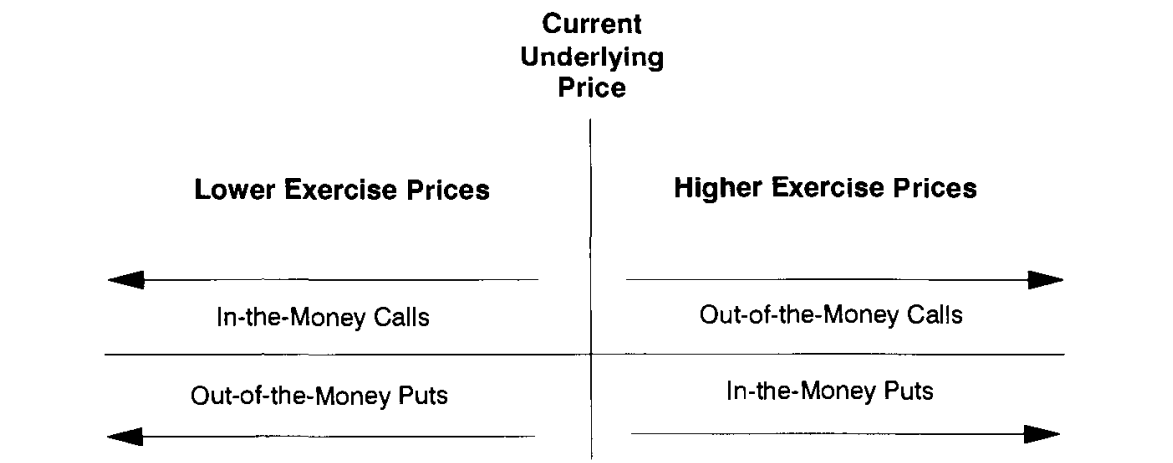 Current
Underlying
Price
Lower Exercise Prices
Higher Exercise Prices
In-the-Money Calls
Out-of-the-Money Calls
Out-of-the-Money Puts
In-the-Money Puts